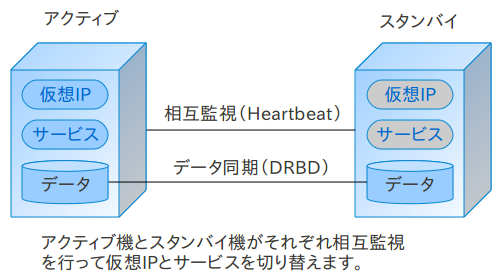 アクティブ
スタンバイ
仮想IP
仮想IP
相互監視(Heartbeat)
サービス
サービス
データ同期(DRBD)
データ
データ
アクティブ機とスタンバイ機がそれぞれ相互監視
を行って仮想IPとサービスを切り替えます。